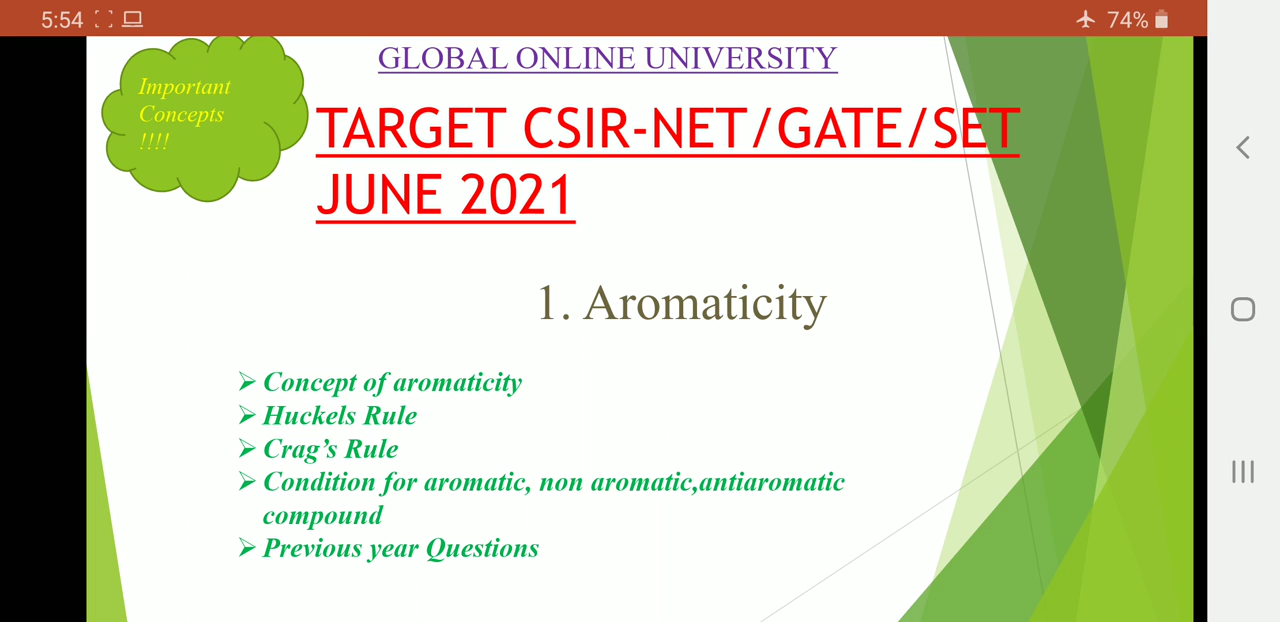 5:54
74%
GLOBAL ONLINE UNIVERSITY
Important
Concepts
!!!!
TARGET CSIR-NET/GATE/SET
JUNE 2021
1. Aromaticity
Concept of aromaticity
Huckels Rule
Crag’s Rule
Condition for aromatic, non aromatic,antiaromatic
compound
Previous year Questions